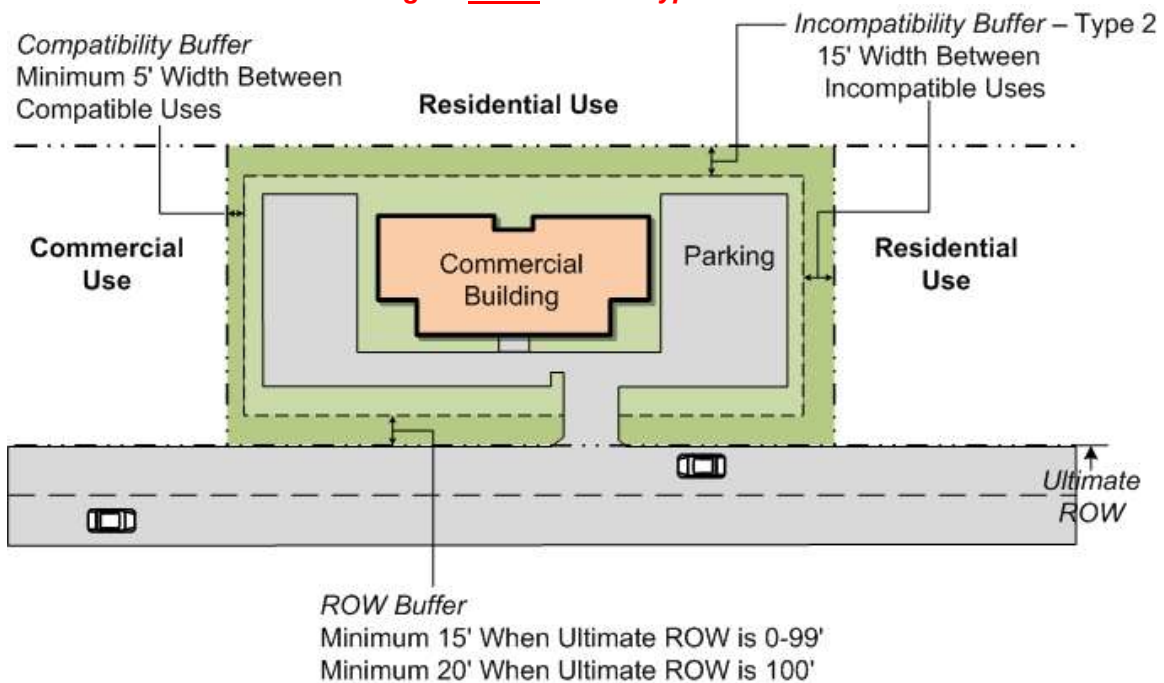 Compatibility Buffer
Minimum 5' Width Between
Compatible Uses
Incompatibility Buffer – Type 2
15' Width Between
Incompatible Uses
Residential Use
Commercial
Use
Commercial
Building
Parking
Residential
Use
Ultimate
ROW
ROW Buffer
Minimum 15' When Ultimate ROW is 0-99'
Minimum 20' When Ultimate ROW is 100'